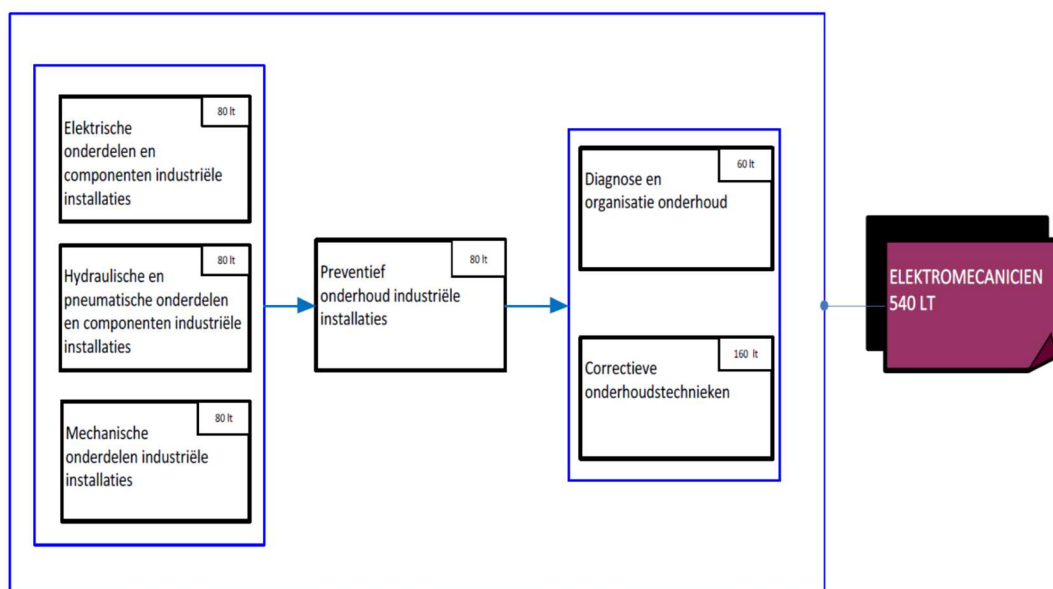 80 lt
Elektrische
onderdelen en
componenten industriële
installaties
80 lt
Hydraulische en
pneumatische onderdelen
en componenten industriële
installaties
80 lt
Mechanische
onderdelen industriële
installaties
80 lt
Preventief
onderhoud industriële
installaties
60 lt
Diagnose en
organisatie onderhoud
160 lt
Correctieve
onderhoudstechnieken
ELEKTROMECANICIEN
540 LT